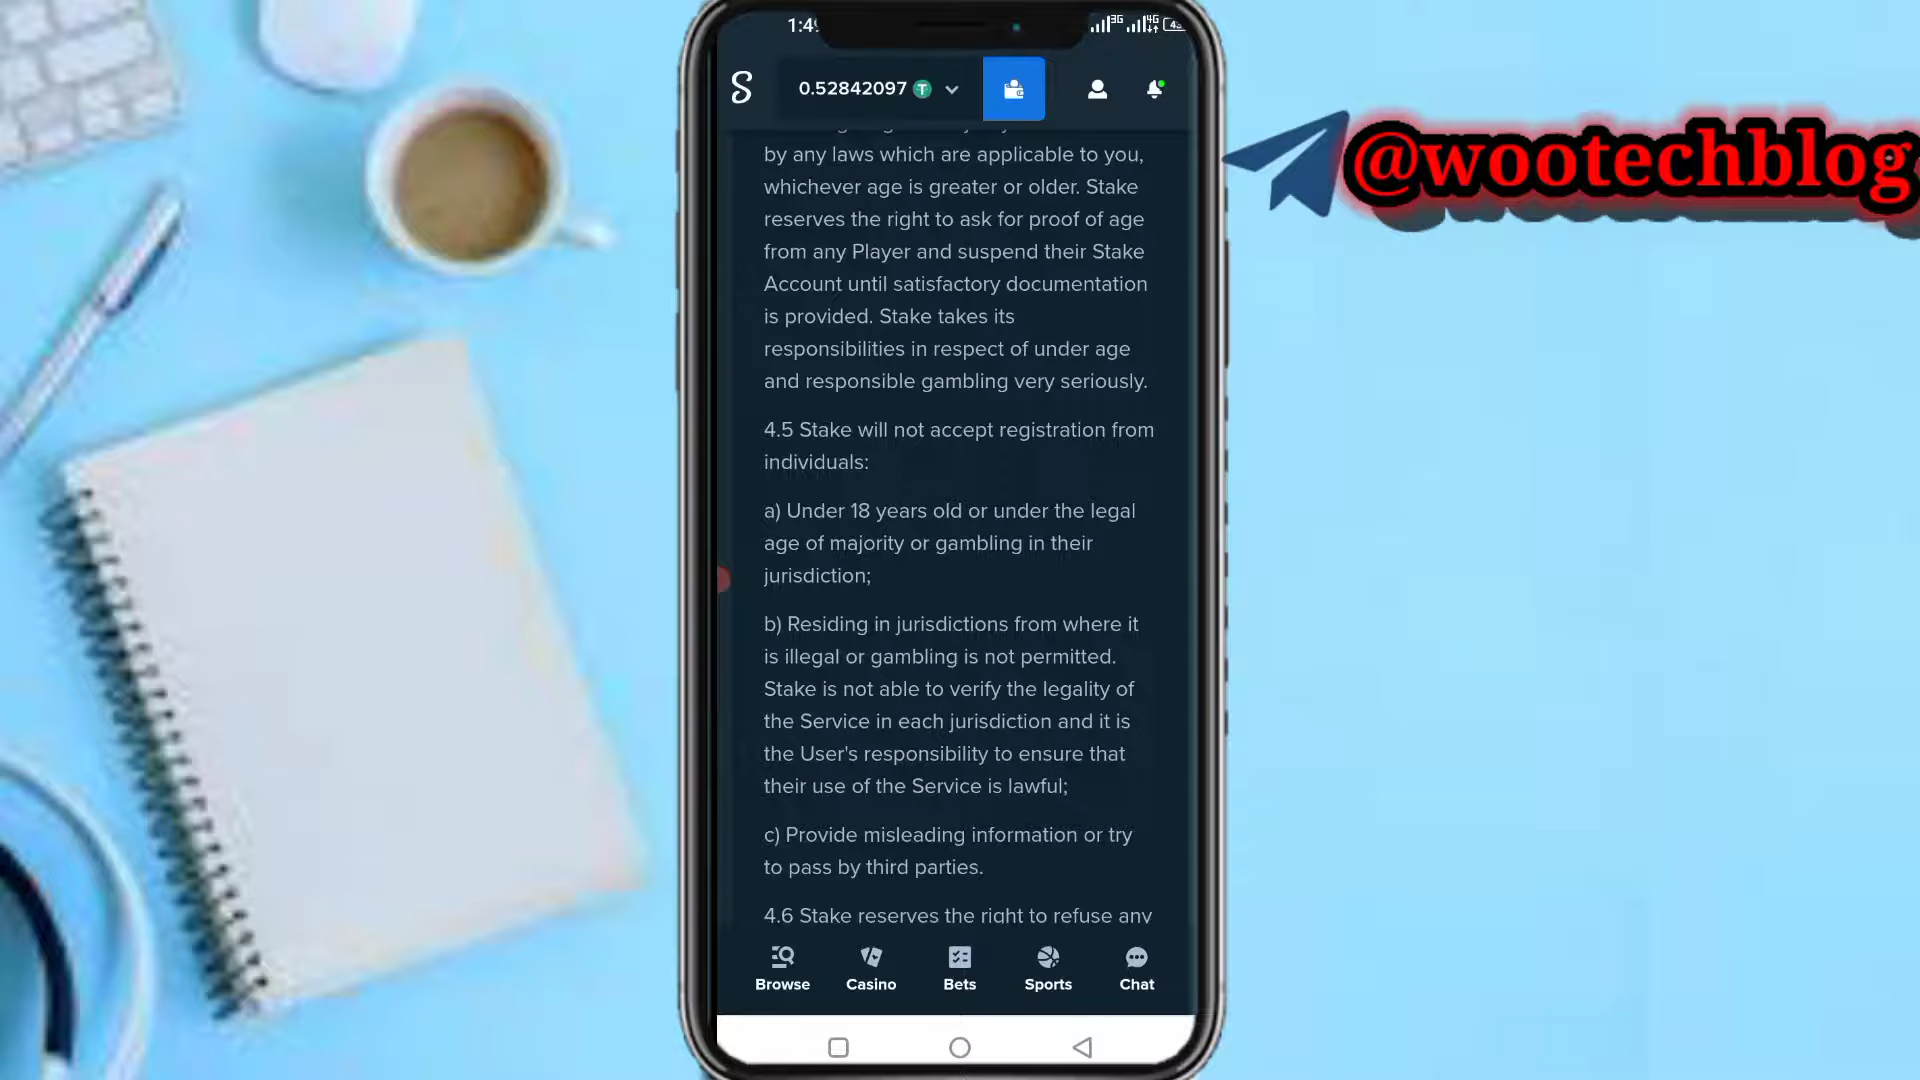 S 0.52842097
3G 4G
@wootechblog
by any laws which are applicable to you,
whichever age is greater or older. Stake
reserves the right to ask for proof of age
from any Player and suspend their Stake
Account until satisfactory documentation
is provided. Stake takes its
responsibilities in respect of under age
and responsible gambling very seriously.
4.5 Stake will not accept registration from
individuals:
a) Under 18 years old or under the legal
age of majority or gambling in their
jurisdiction;
b) Residing in jurisdictions from where it
is illegal or gambling is not permitted.
Stake is not able to verify the legality of
the Service in each jurisdiction and it is
the User's responsibility to ensure that
their use of the Service is lawful;
c) Provide misleading information or try
to pass by third parties.
4.6 Stake reserves the right to refuse any
Browse Casino Bets Sports Chat